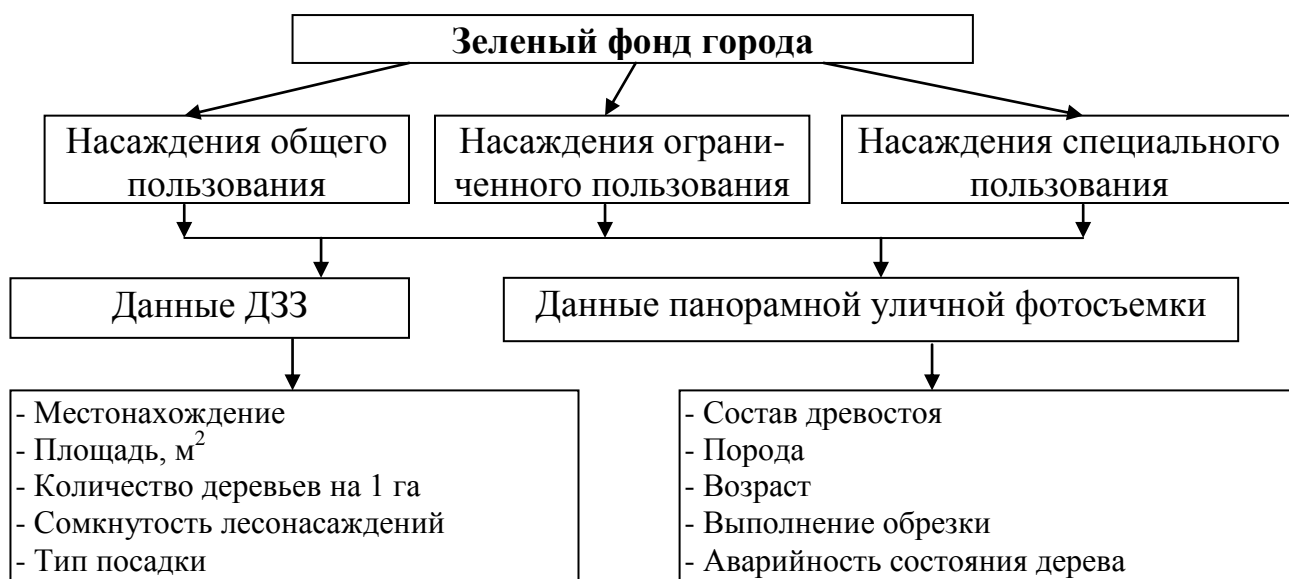 Зеленый фонд города
Насаждения общего
пользования
Насаждения ограни-
ченного пользования
Насаждения специального
пользования
Данные ДЗЗ
Данные панорамной уличной фотосъемки
- Местонахождение
- Площадь, м²
- Количество деревьев на 1 га
- Сомкнутость лесонасаждений
- Тип посадки
- Состав древостоя
- Порода
- Возраст
- Выполнение обрезки
- Аварийность состояния дерева